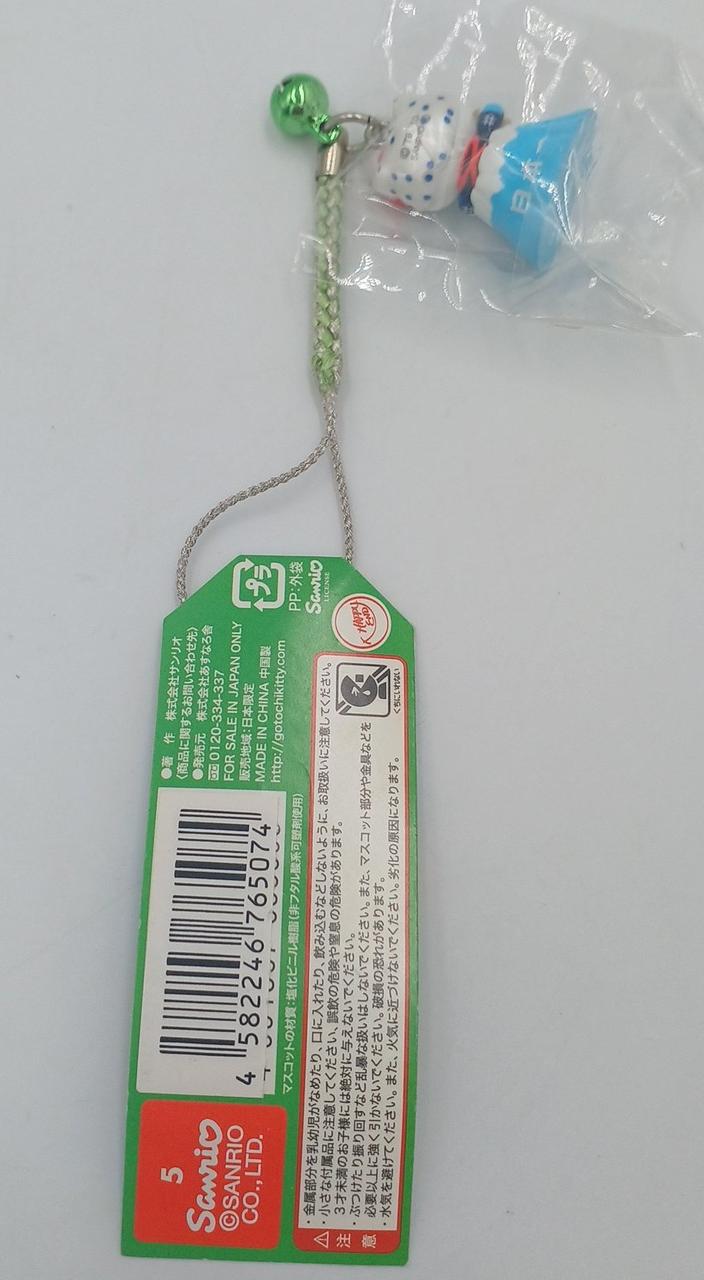 PP:外袋
プラ
Sanrio
LICENSE
HAPPY END
●著 作 株式会社サンリオ
〈商品に関するお問い合わせ先〉
●発売元 株式会社あすなろ舎
0120-334-337
FOR SALE IN JAPAN ONLY
販売地域:日本限定
MADE IN CHINA 中国製
http://gotochikitty.com
4 582246 765074
マスコットの材質:塩化ビニル樹脂(非フタル酸系可塑剤使用)
5
Sanrio
©SANRIO
CO., LTD.
注意
・金属部分を乳幼児がなめたり、口に入れたり、飲み込むなどしないように、お取扱いに注意してください。
・小さな付属品に注意してください、誤飲の危険や窒息の危険があります。
3才未満のお子様には絶対に与えないでください。
・ぶつけたり振り回すなど乱暴な扱いはしないでください。また、マスコット部分や金具などを
必要以上に強く引かないでください。破損の恐れがあります。
・水気を避けてください。また、火気に近づけないでください。劣化の原因になります。
くちにいれない
SANRIO